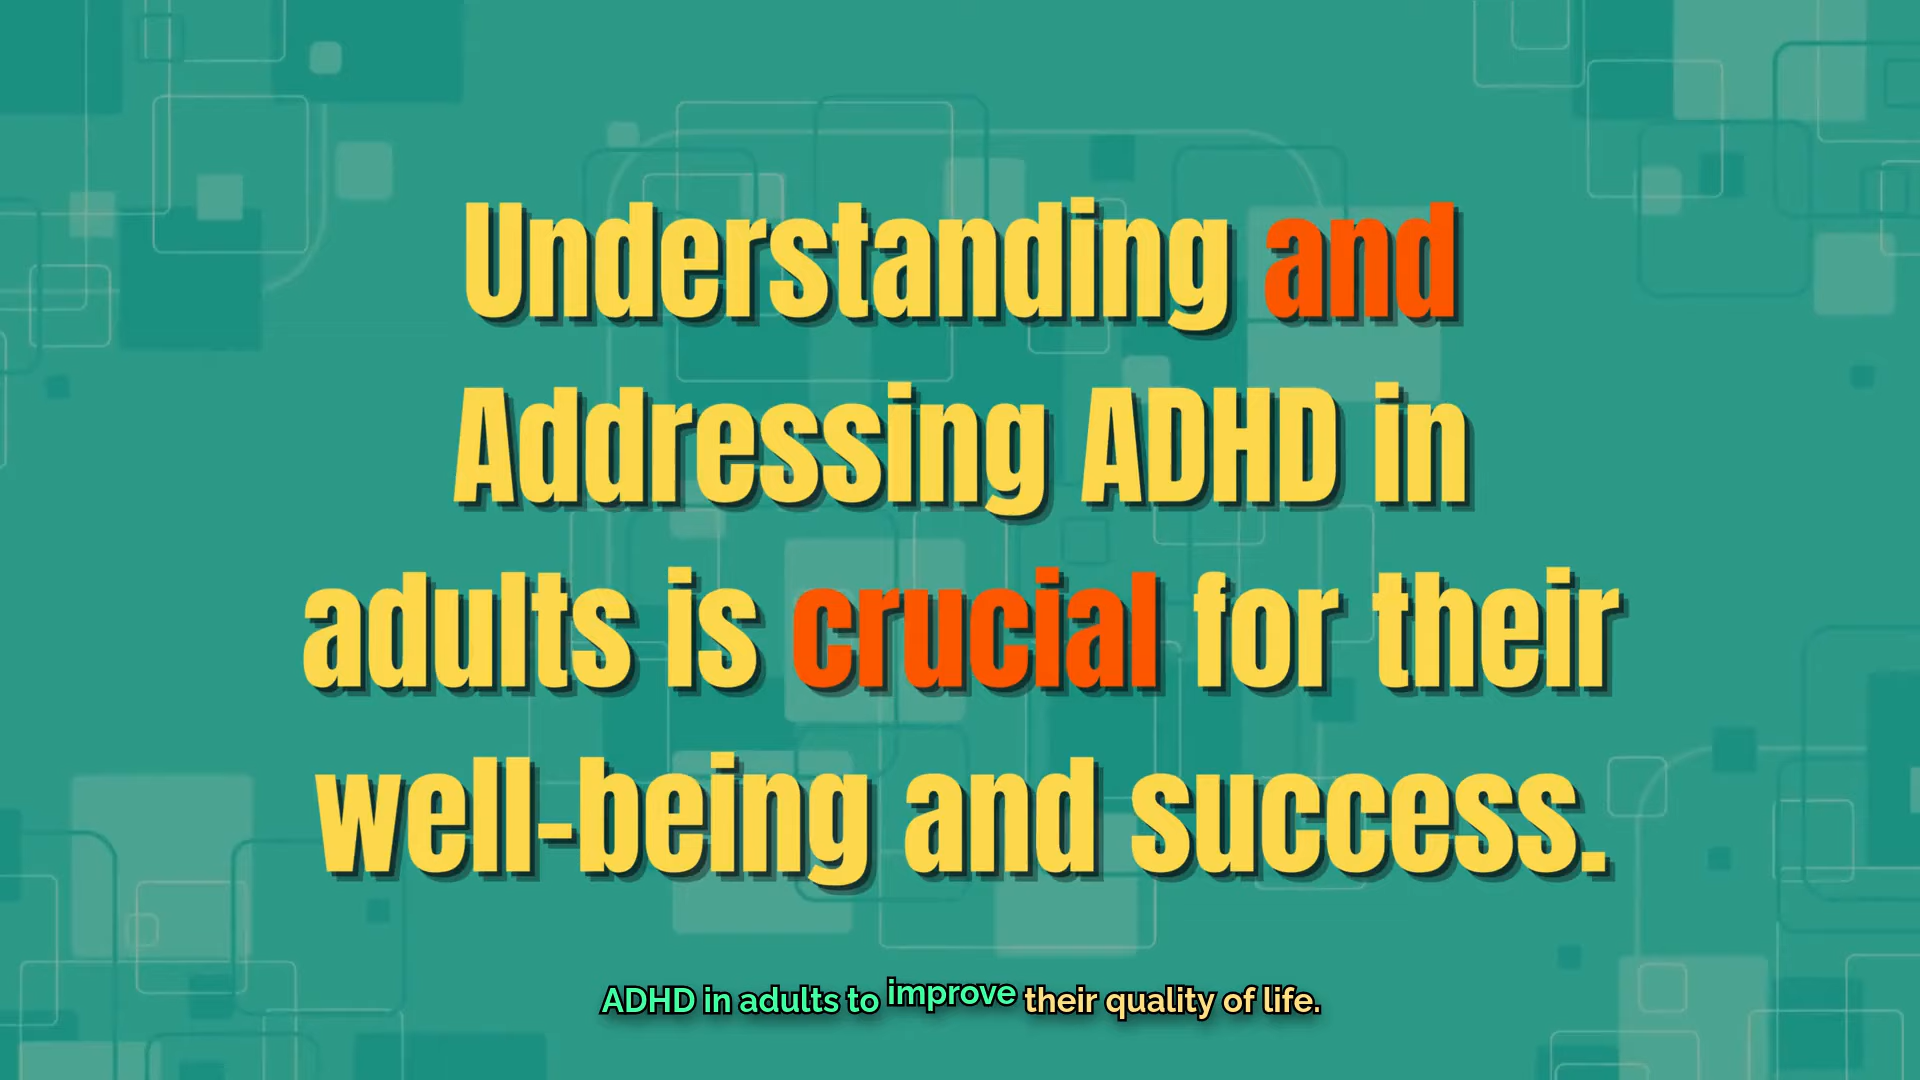 Understanding and
Addressing ADHD in
adults is crucial for their
well-being and success.
ADHD in adults to improve their quality of life.